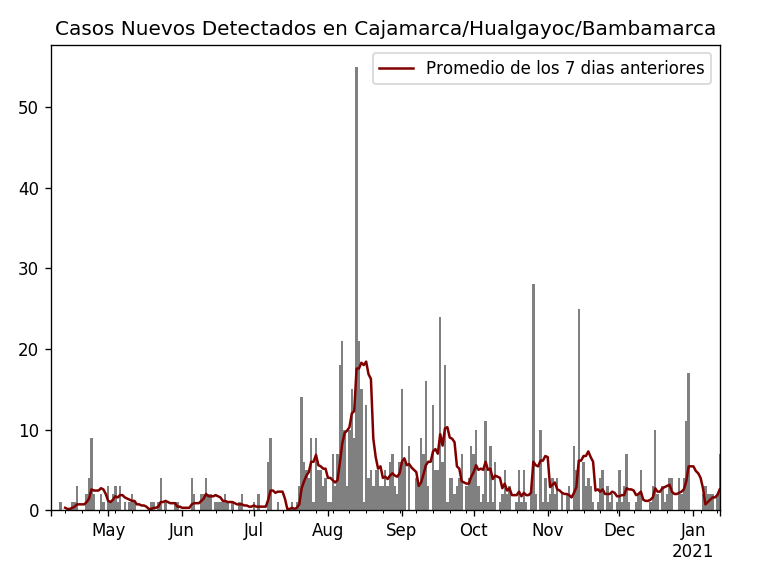 Casos Nuevos Detectados en Cajamarca/Hualgayoc/Bambamarca
Promedio de los 7 dias anteriores
50
40
30
20
10
0
May Jun Jul Aug Sep Oct Nov Dec Jan
2021